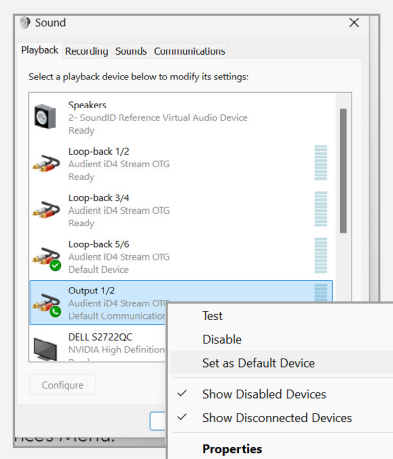 Sound
Playback Recording Sounds Communications
Select a playback device below to modify its settings:
Speakers
2- SoundID Reference Virtual Audio Device
Ready
Loop-back 1/2
Audient iD4 Stream OTG
Ready
Loop-back 3/4
Audient iD4 Stream OTG
Ready
Loop-back 5/6
Audient iD4 Stream OTG
Default Device
Output 1/2
Audient iD4 Stream OTG
Default Communication
DELL S2722QC
NVIDIA High Definition
Configure
Test
Disable
Set as Default Device
Show Disabled Devices
Show Disconnected Devices
Properties
Menu.